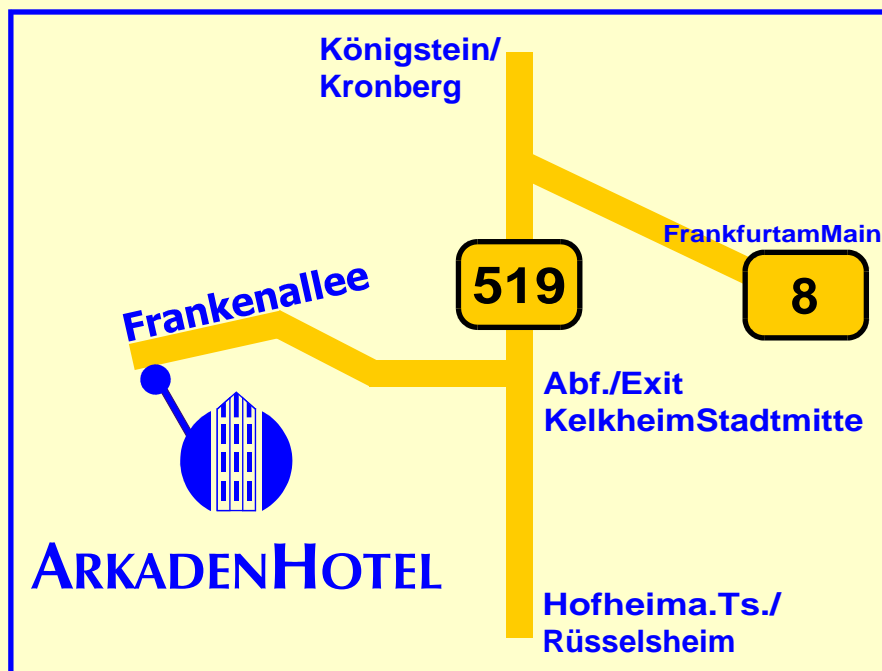 Königstein/
Kronberg
FrankfurtamMain
519
8
Frankenallee
Abf./Exit
KelkheimStadtmitte
ARKADENHOTEL
Hofheima.Ts./
Rüsselsheim